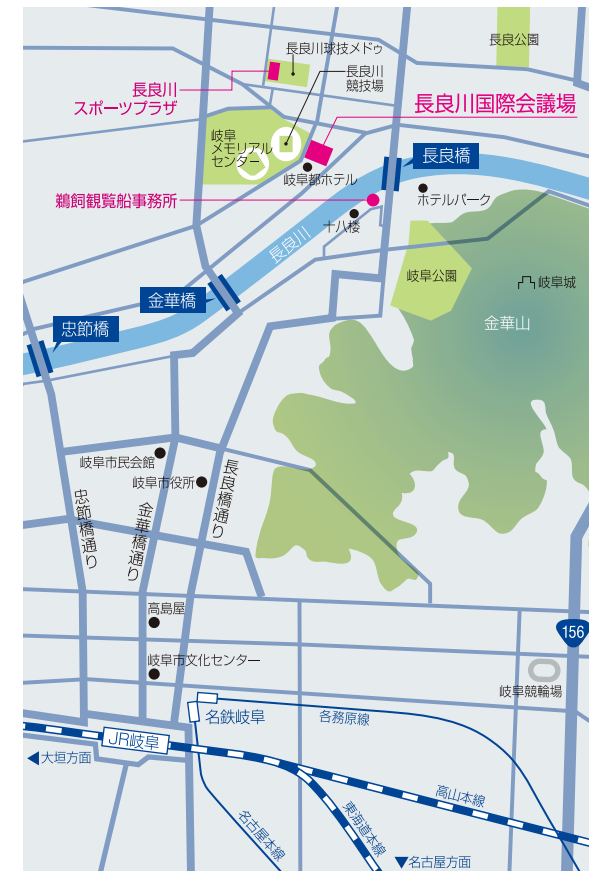 長良川球技メドゥ
長良公園
長良川
競技場
長良川
スポーツプラザ
長良川国際会議場
岐阜
メモリアル
センター
長良橋
岐阜都ホテル
ホテルパーク
鵜飼観覧船事務所
十八楼
長良川
岐阜公園
岐阜城
金華橋
金華山
忠節橋
岐阜市民会館
岐阜市役所
長良橋通り
忠節橋通り
金華橋通り
高島屋
156
岐阜市文化センター
岐阜競輪場
名鉄岐阜
各務原線
JR岐阜
大垣方面
高山本線
名古屋本線
東海道本線
名古屋方面